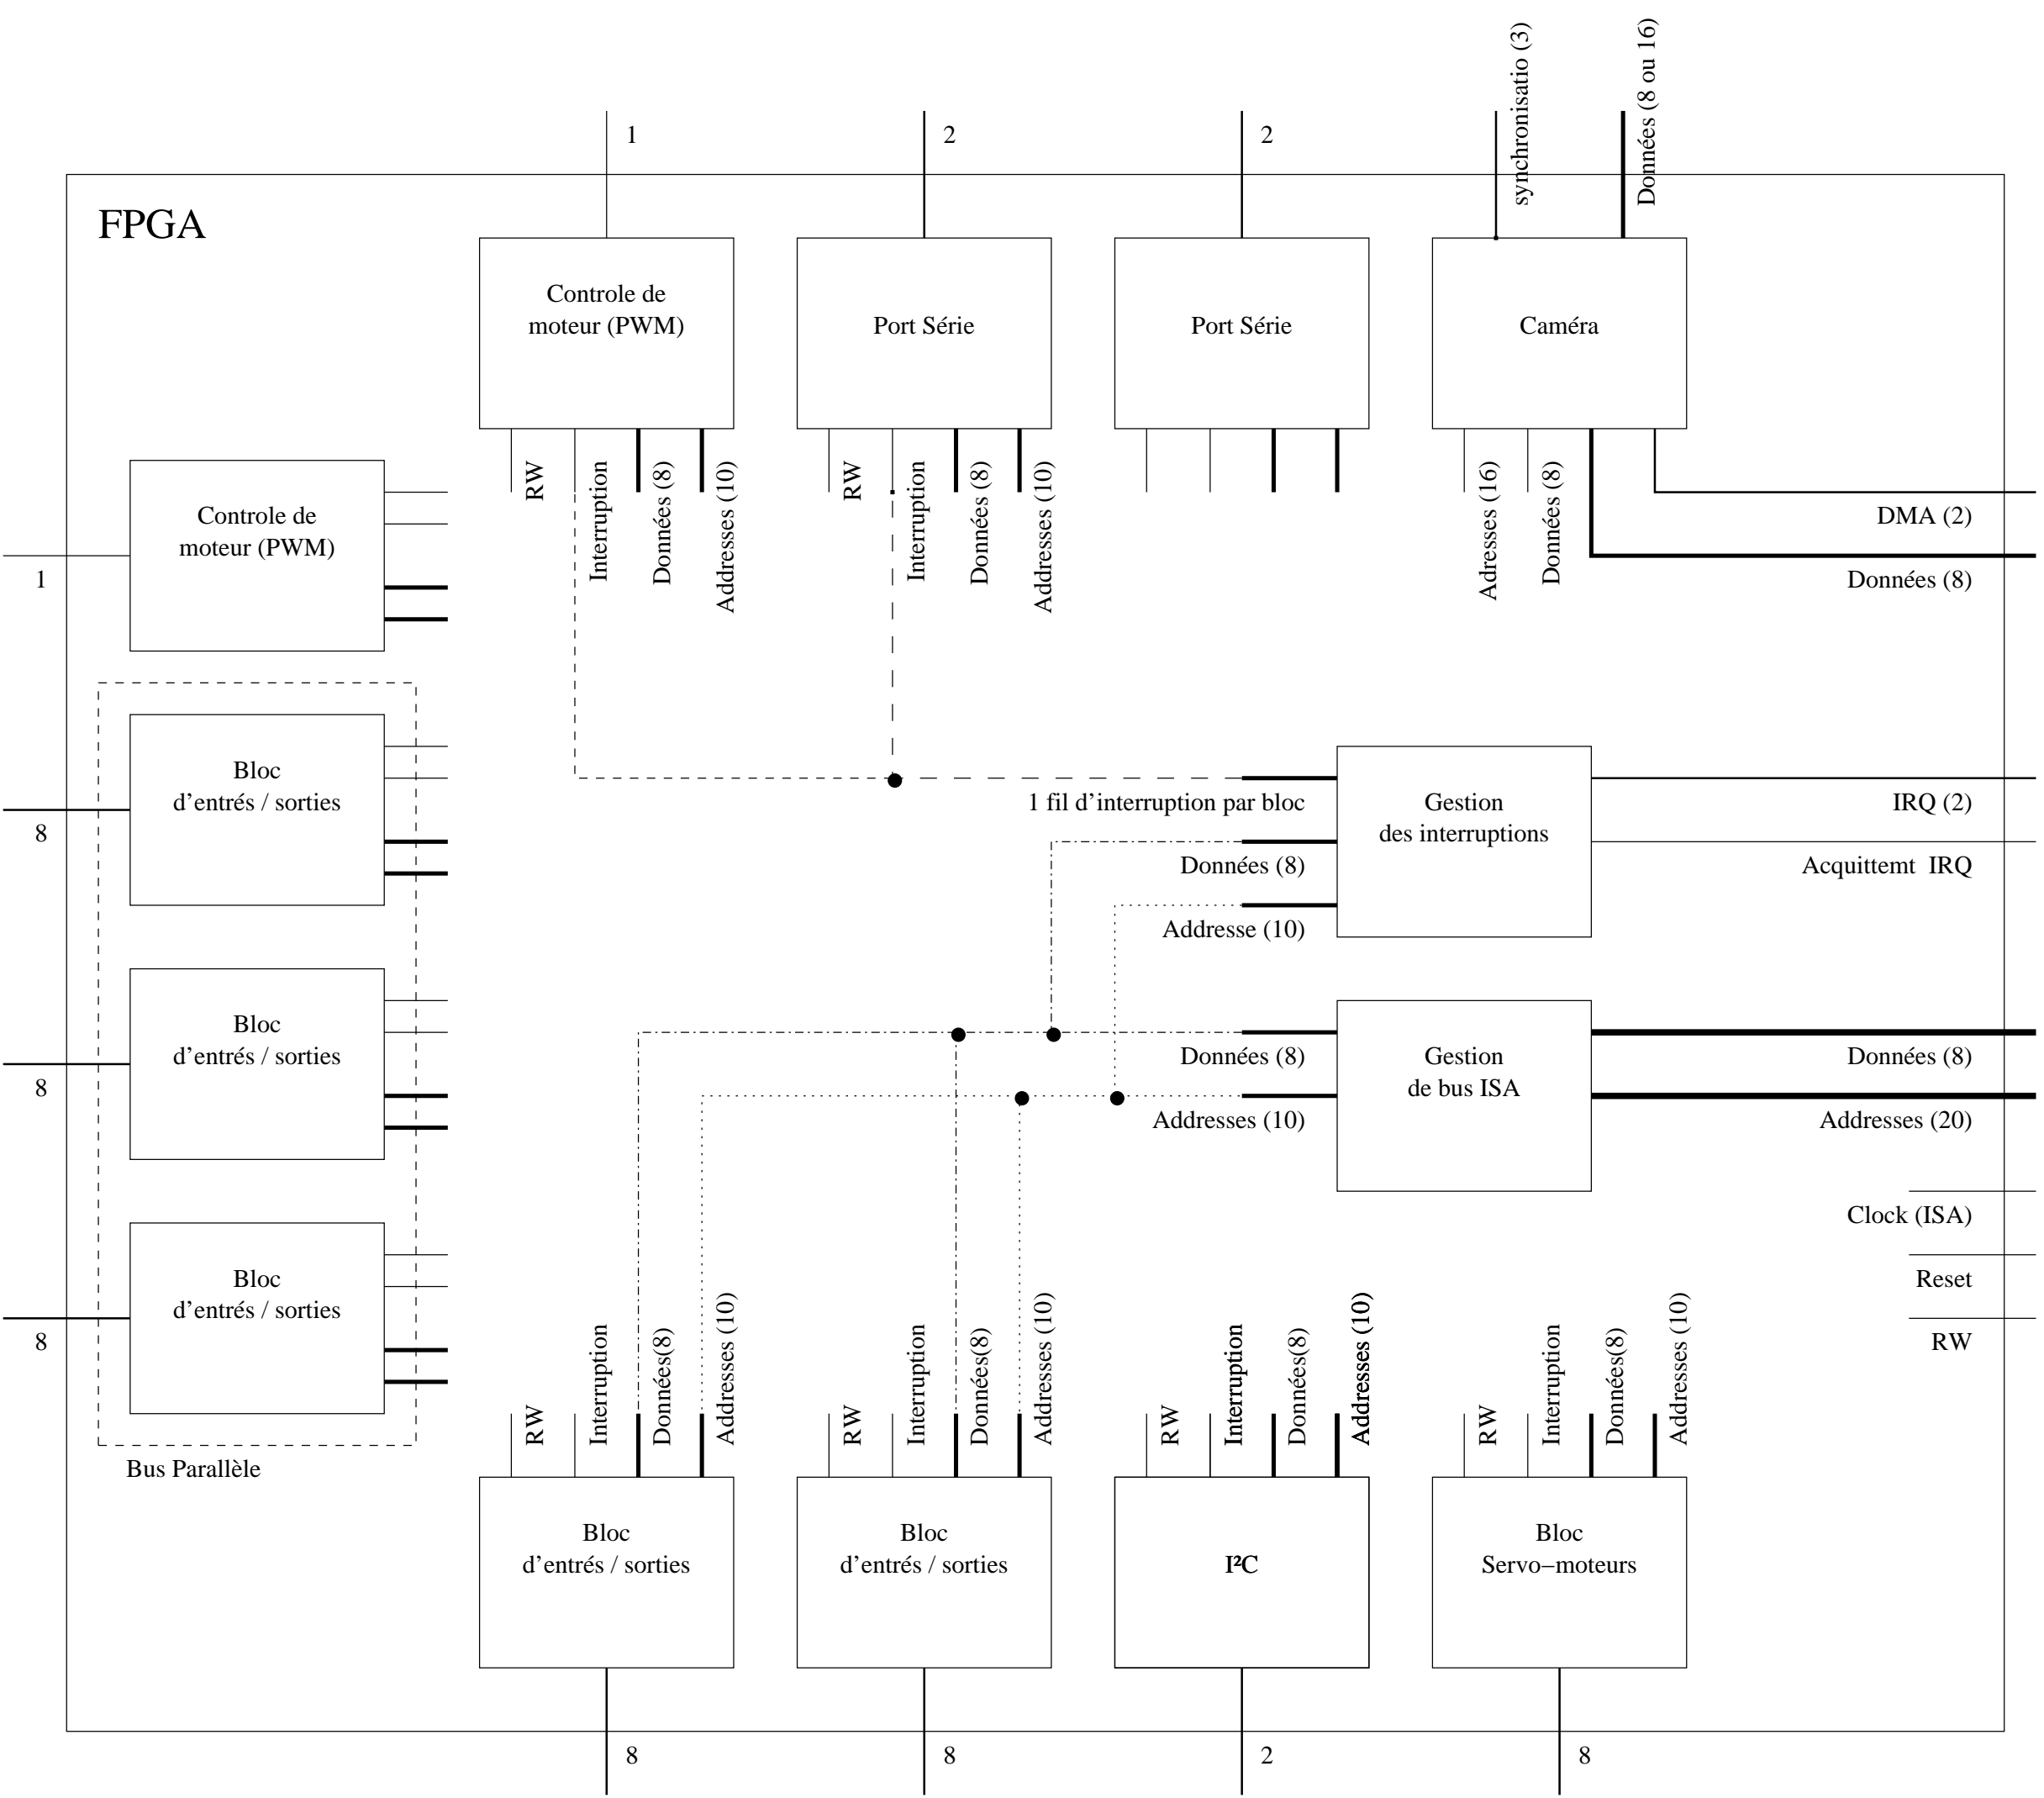 synchronisatio (3)
Données (8 ou 16)
1
2
2
FPGA
Controle de
moteur (PWM)
Port Série
Port Série
Caméra
RW
Interruption
Données (8)
Addresses (10)
RW
Interruption
Données (8)
Addresses (10)
Adresses (16)
Données (8)
DMA (2)
Données (8)
Controle de
moteur (PWM)
1
Bloc
d'entrés / sorties
8
Bloc
d'entrés / sorties
8
Bloc
d'entrés / sorties
8
Bus Parallèle
1 fil d'interruption par bloc
Données (8)
Addresse (10)
Gestion
des interruptions
IRQ (2)
Acquittemt IRQ
Données (8)
Addresses (10)
Gestion
de bus ISA
Données (8)
Addresses (20)
Clock (ISA)
Reset
RW
RW
Interruption
Données(8)
Addresses (10)
RW
Interruption
Données(8)
Addresses (10)
RW
Interruption
Données(8)
Addresses (10)
RW
Interruption
Données(8)
Addresses (10)
Bloc
d'entrés / sorties
Bloc
d'entrés / sorties
I²C
Bloc
Servo−moteurs
8
8
2
8